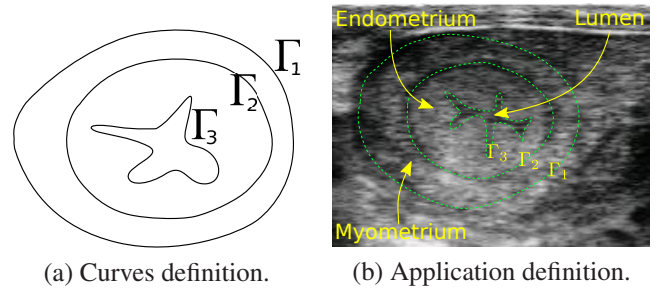 Γ1
Γ2
Γ3
(a) Curves definition.
Endometrium
Lumen
Γ3
Γ2
Γ1
Myometrium
(b) Application definition.